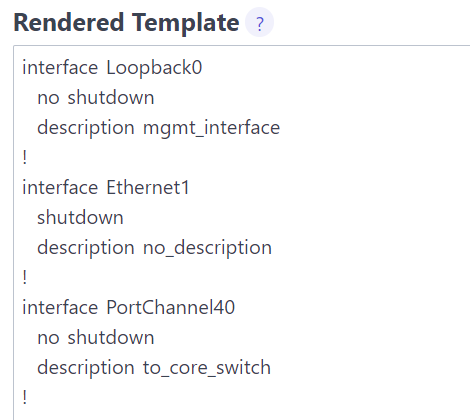 Rendered Template ?
interface Loopback0
   no shutdown
   description mgmt_interface
!
interface Ethernet1
   shutdown
   description no_description
!
interface PortChannel40
   no shutdown
   description to_core_switch
!